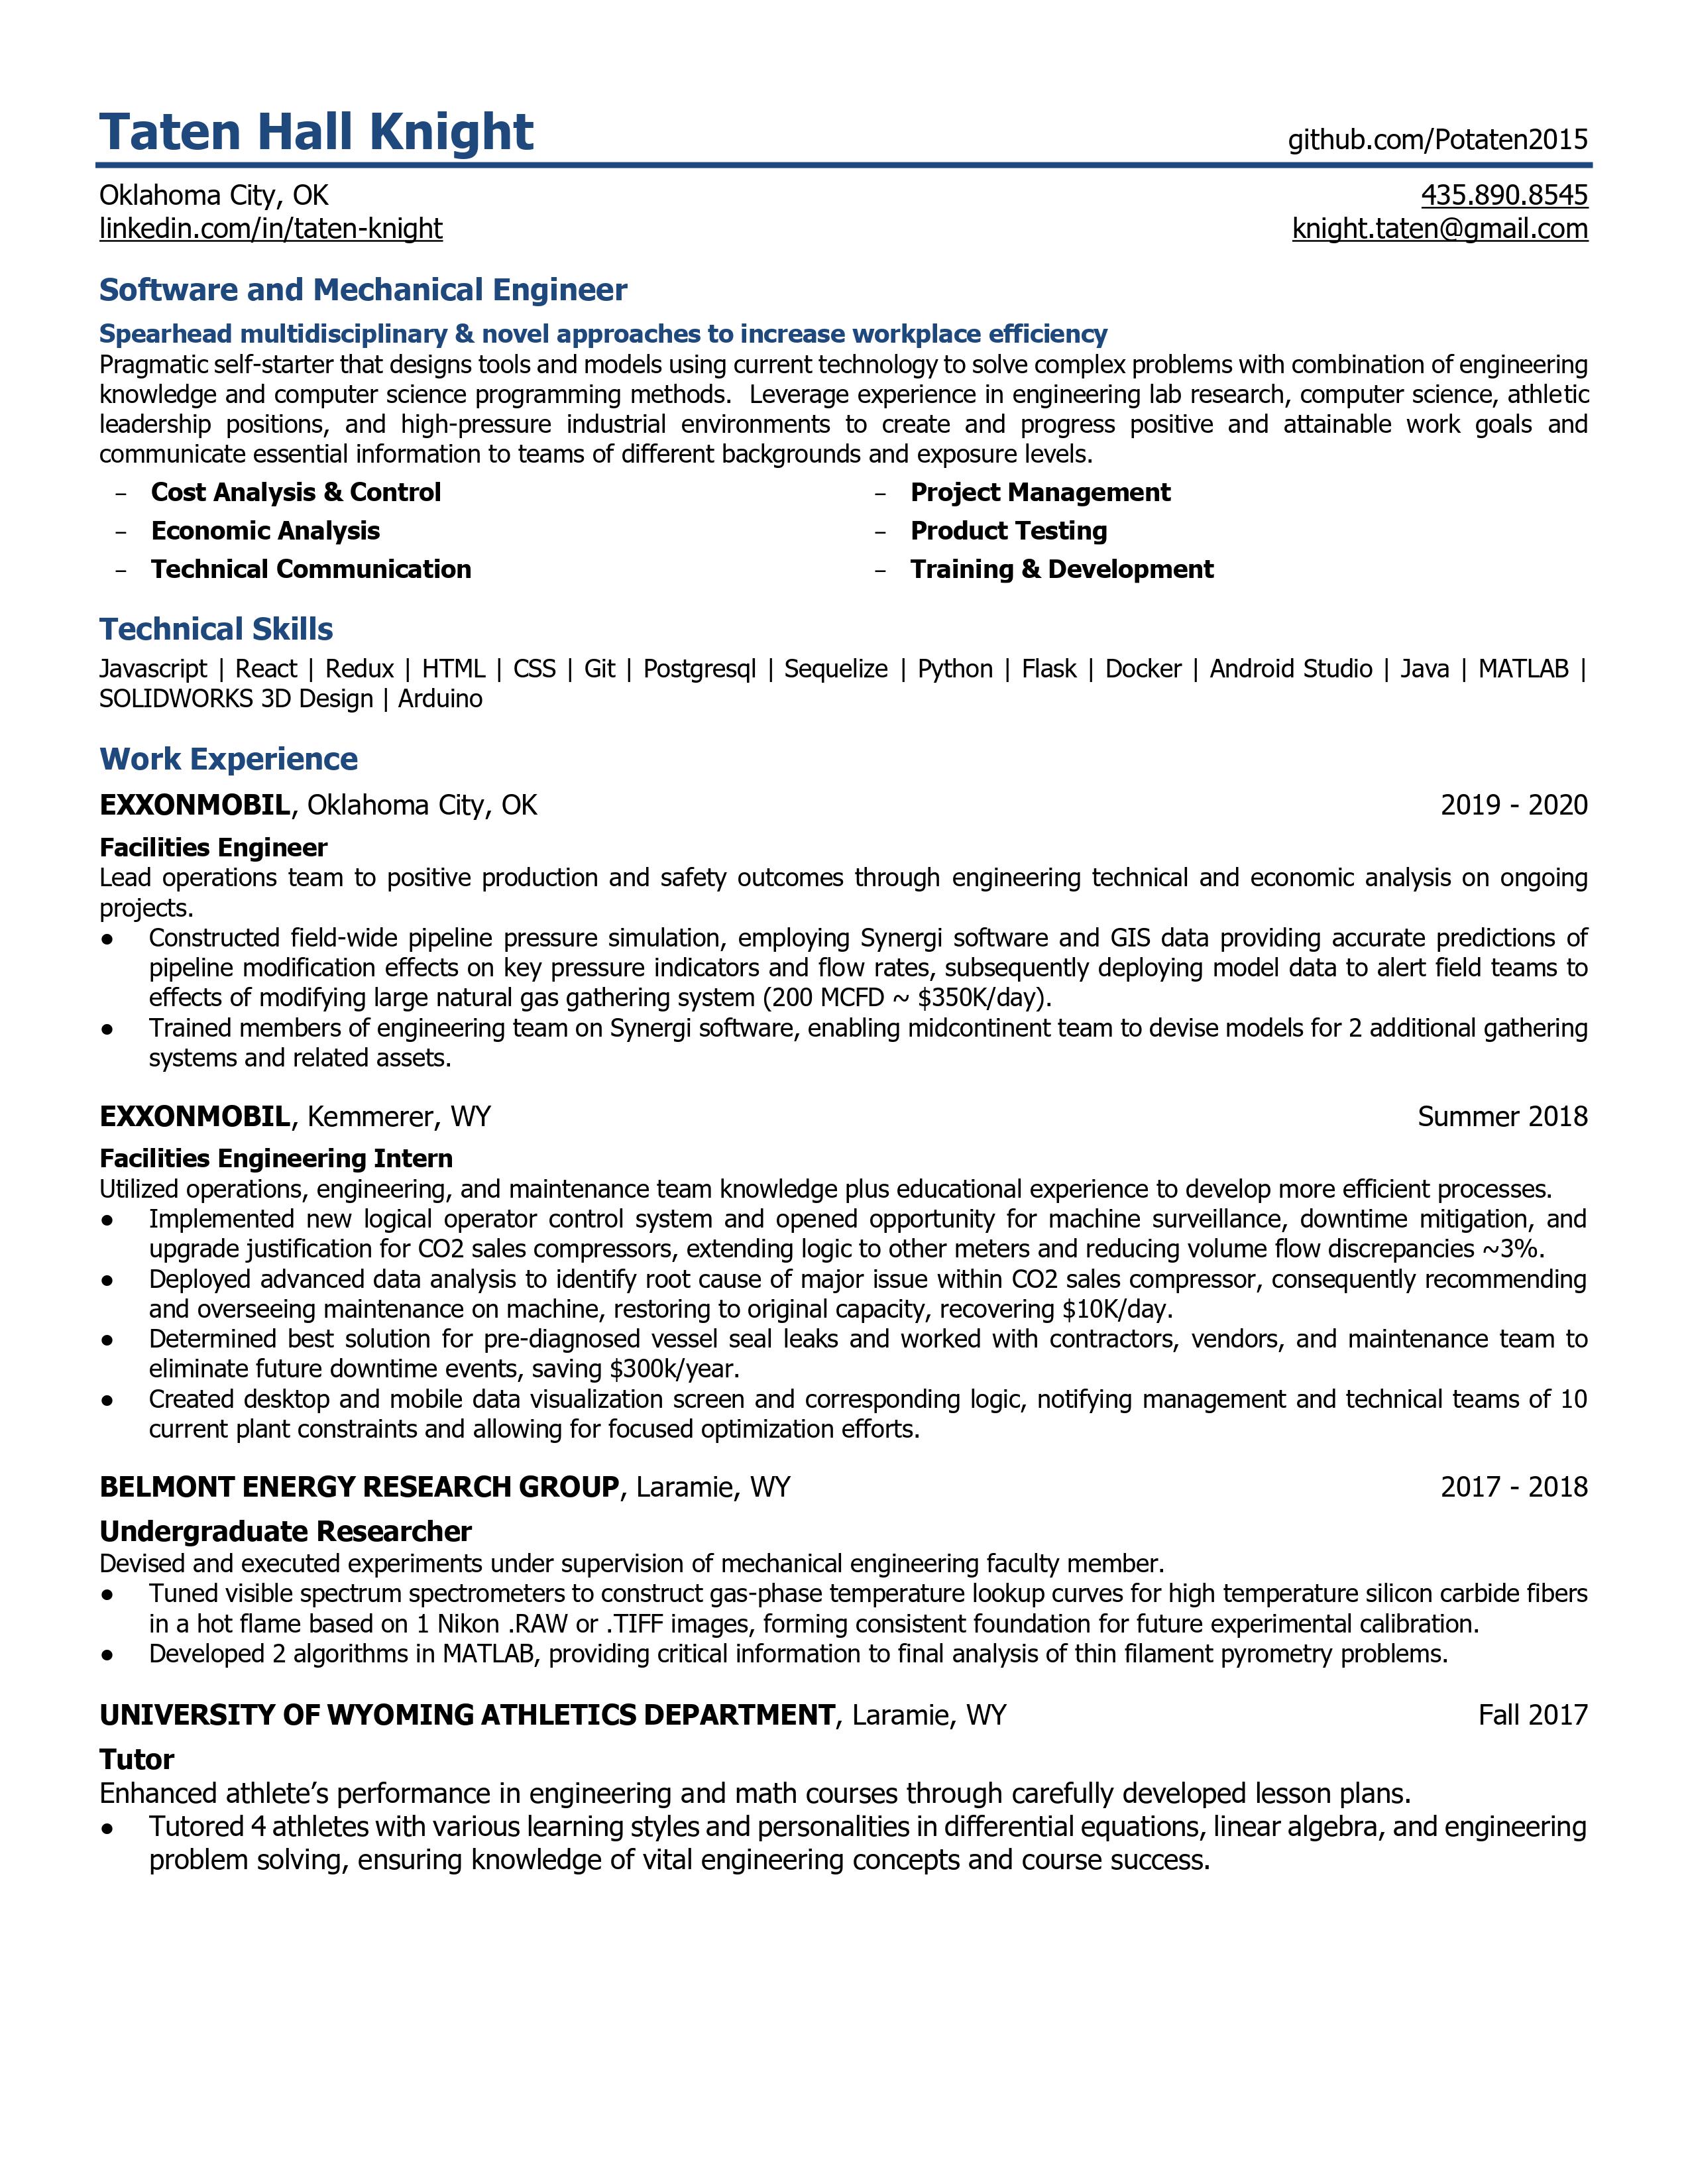 Taten Hall Knight github.com/Potaten2015
Oklahoma City, OK 435.890.8545
linkedin.com/in/taten-knight knight.taten@gmail.com
Software and Mechanical Engineer
Spearhead multidisciplinary & novel approaches to increase workplace efficiency
Pragmatic self-starter that designs tools and models using current technology to solve complex problems with combination of engineering
knowledge and computer science programming methods. Leverage experience in engineering lab research, computer science, athletic
leadership positions, and high-pressure industrial environments to create and progress positive and attainable work goals and
communicate essential information to teams of different backgrounds and exposure levels.
– Cost Analysis & Control – Project Management
– Economic Analysis – Product Testing
– Technical Communication – Training & Development
Technical Skills
Javascript | React | Redux | HTML | CSS | Git | Postgresql | Sequelize | Python | Flask | Docker | Android Studio | Java | MATLAB |
SOLIDWORKS 3D Design | Arduino
Work Experience
EXXONMOBIL, Oklahoma City, OK 2019 - 2020
Facilities Engineer
Lead operations team to positive production and safety outcomes through engineering technical and economic analysis on ongoing
projects.
● Constructed field-wide pipeline pressure simulation, employing Synergi software and GIS data providing accurate predictions of
pipeline modification effects on key pressure indicators and flow rates, subsequently deploying model data to alert field teams to
effects of modifying large natural gas gathering system (200 MCFD ~ $350K/day).
● Trained members of engineering team on Synergi software, enabling midcontinent team to devise models for 2 additional gathering
systems and related assets.
EXXONMOBIL, Kemmerer, WY Summer 2018
Facilities Engineering Intern
Utilized operations, engineering, and maintenance team knowledge plus educational experience to develop more efficient processes.
● Implemented new logical operator control system and opened opportunity for machine surveillance, downtime mitigation, and
upgrade justification for CO2 sales compressors, extending logic to other meters and reducing volume flow discrepancies ~3%.
● Deployed advanced data analysis to identify root cause of major issue within CO2 sales compressor, consequently recommending
and overseeing maintenance on machine, restoring to original capacity, recovering $10K/day.
● Determined best solution for pre-diagnosed vessel seal leaks and worked with contractors, vendors, and maintenance team to
eliminate future downtime events, saving $300k/year.
● Created desktop and mobile data visualization screen and corresponding logic, notifying management and technical teams of 10
current plant constraints and allowing for focused optimization efforts.
BELMONT ENERGY RESEARCH GROUP, Laramie, WY 2017 - 2018
Undergraduate Researcher
Devised and executed experiments under supervision of mechanical engineering faculty member.
● Tuned visible spectrum spectrometers to construct gas-phase temperature lookup curves for high temperature silicon carbide fibers
in a hot flame based on 1 Nikon .RAW or .TIFF images, forming consistent foundation for future experimental calibration.
● Developed 2 algorithms in MATLAB, providing critical information to final analysis of thin filament pyrometry problems.
UNIVERSITY OF WYOMING ATHLETICS DEPARTMENT, Laramie, WY Fall 2017
Tutor
Enhanced athlete’s performance in engineering and math courses through carefully developed lesson plans.
● Tutored 4 athletes with various learning styles and personalities in differential equations, linear algebra, and engineering
problem solving, ensuring knowledge of vital engineering concepts and course success.